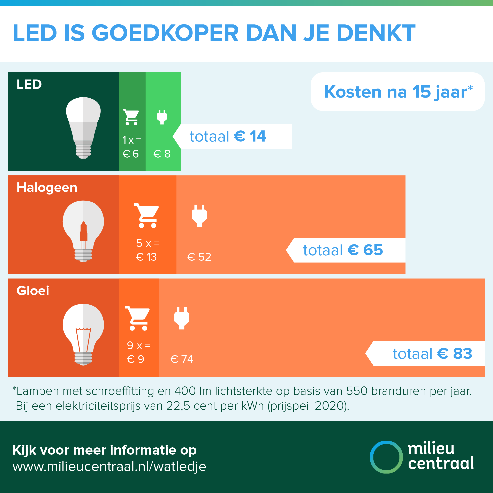 LED IS GOEDKOPER DAN JE DENKT
LED
Kosten na 15 jaar*
1 x =
€ 6
€ 8
totaal € 14
Halogeen
5 x =
€ 13
€ 52
totaal € 65
Gloei
9 x =
€ 9
€ 74
totaal € 83
*Lampen met schroeffitting en 400 lm lichtsterkte op basis van 550 branduren per jaar.
Bij een elektriciteitsprijs van 22,5 cent per kWh (prijspeil 2020).
Kijk voor meer informatie op
www.milieucentraal.nl/watledje
milieu
centraal